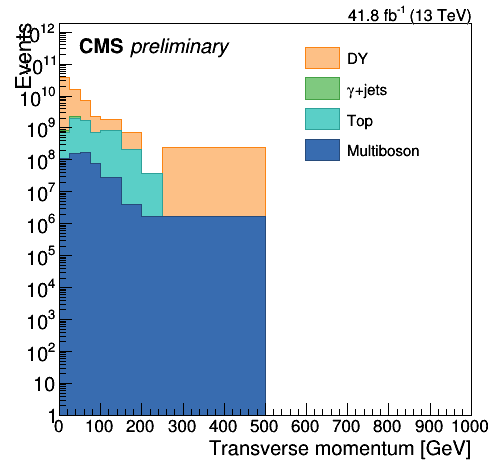 41.8 fb⁻¹ (13 TeV)
Events
CMS preliminary
DY
γ+jets
Top
Multiboson
10¹²
10¹¹
10¹⁰
10⁹
10⁸
10⁷
10⁶
10⁵
10⁴
10³
10²
10
1
0 100 200 300 400 500 600 700 800 900 1000
Transverse momentum [GeV]